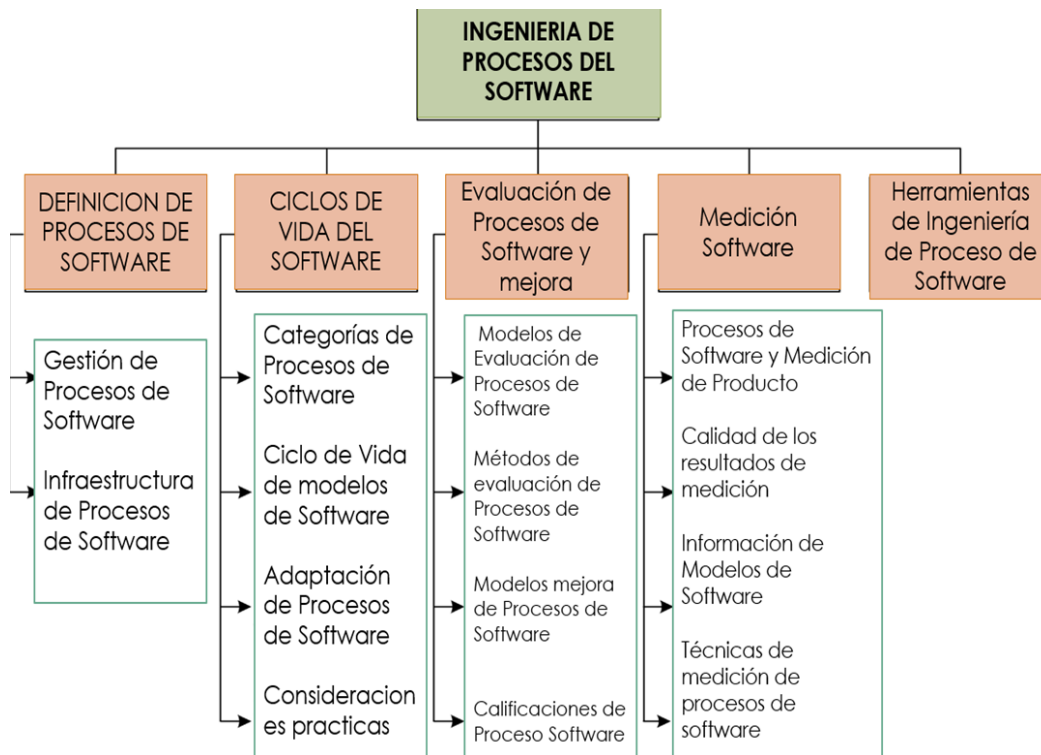 INGENIERIA DE
PROCESOS DEL
SOFTWARE
DEFINICION DE
PROCESOS DE
SOFTWARE
Gestión de
Procesos de
Software
Infraestructura
de Procesos
de Software
CICLOS DE
VIDA DEL
SOFTWARE
Categorías de
Procesos de
Software
Ciclo de Vida
de modelos
de Software
Adaptación
de Procesos
de Software
Consideracion
es practicas
Evaluación de
Procesos de
Software y
mejora
Modelos de
Evaluación de
Procesos de
Software
Métodos de
evaluación de
Procesos de
Software
Modelos mejora
de Procesos de
Software
Calificaciones de
Proceso Software
Medición
Software
Procesos de
Software y Medición
de Producto
Calidad de los
resultados de
medición
Información de
Modelos de
Software
Técnicas de
medición de
procesos de
software
Herramientas
de Ingeniería
de Proceso de
Software